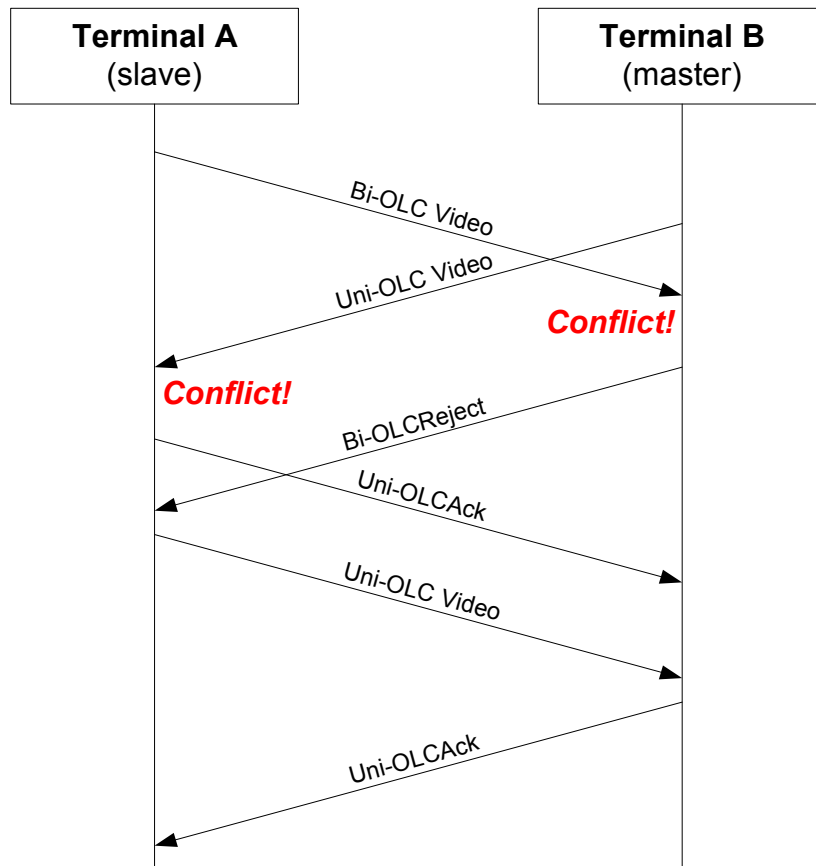 Terminal A
(slave)
Terminal B
(master)
Bi-OLC Video
Uni-OLC Video
Conflict!
Conflict!
Bi-OLCReject
Uni-OLCAck
Uni-OLC Video
Uni-OLCAck